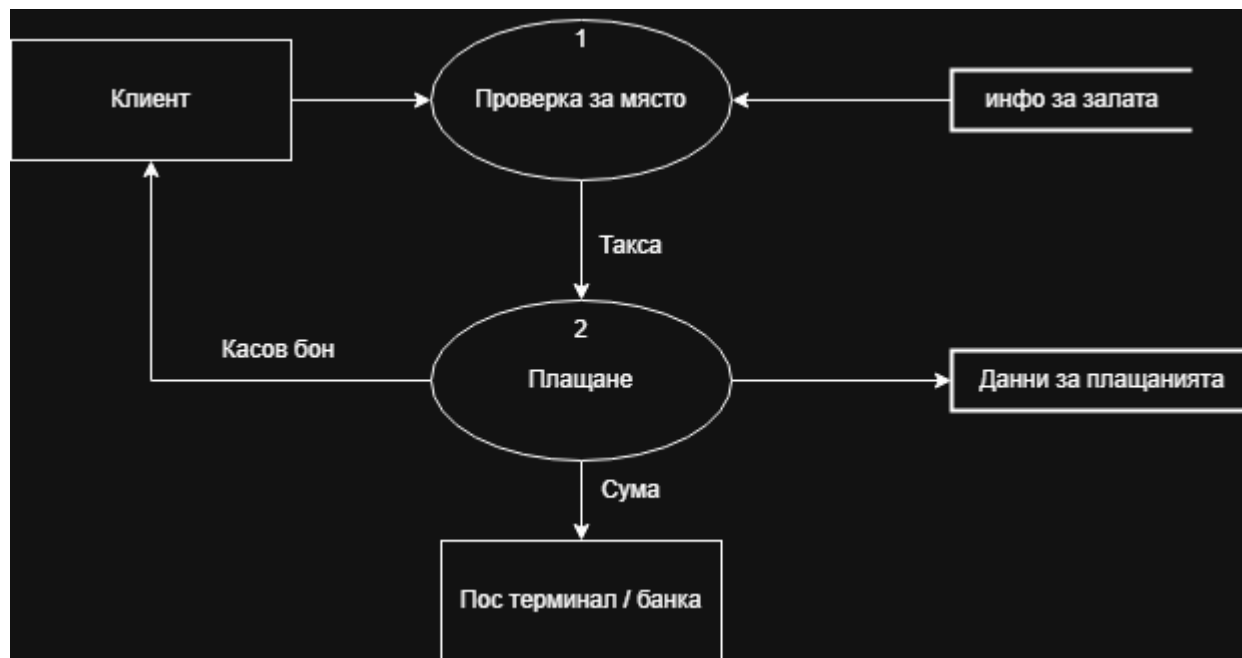 1
Клиент
Проверка за място
инфо за залата
Такса
2
Касов бон
Плащане
Данни за плащанията
Сума
Пос терминал / банка